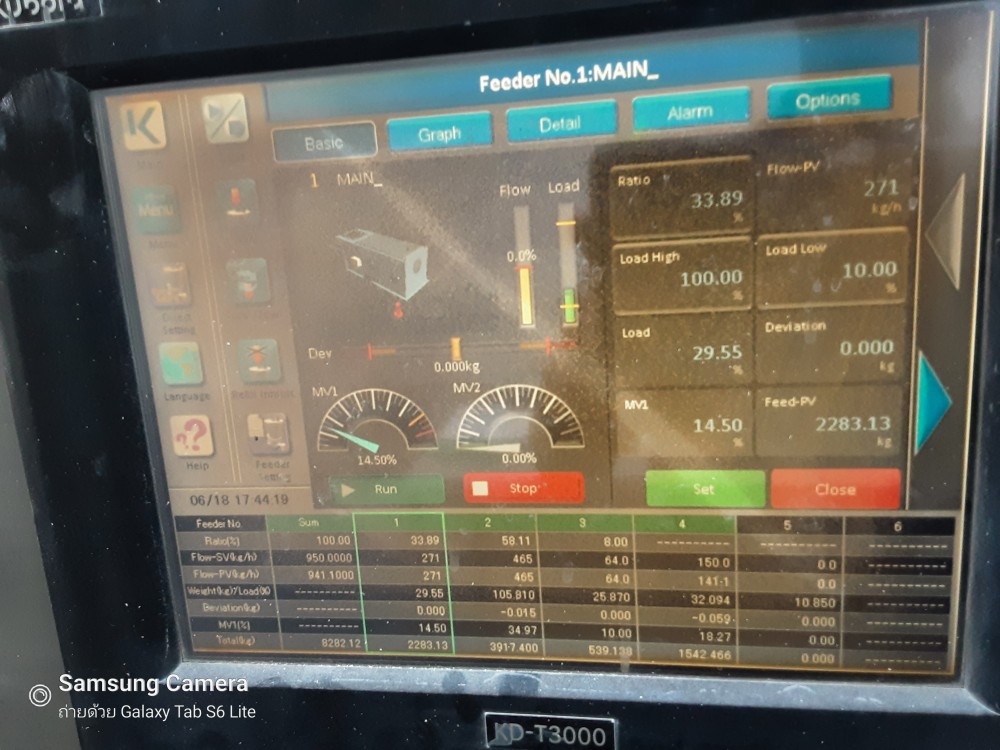 Feeder No.1:MAIN_
Basic
Graph
Detail
Alarm
Options
1 MAIN_
Flow Load
0.0%
Dev
0.000kg
MV1
14.50%
MV2
0.00%
Run
Stop
Ratio
33.89
%
Flow-PV
271
kg/h
Load High
100.00
%
Load Low
10.00
%
Load
29.55
%
Deviation
0.000
kg
MV1
14.50
%
Feed-PV
2283.13
kg
Set
Close
Menu
Language
Help
Feeder
06/18 17 44 19
Feeder No. Sum 1 2 3 4 5 6
Ratio(%) 100.00 33.89 58.11 8.00 ---------- ---------- ----------
Flow-SV(kg/h) 950.0000 271 465 64.0 150.0 0.0 ----------
Flow-PV(kg/h) 941.1000 271 465 64.0 141.1 0.0 ----------
Weight(kg)/Load(%) ---------- 29.55 105.810 25.870 32.094 10.850 ----------
Deviation(kg) ---------- 0.000 -0.015 0.000 -0.059 0.000 ----------
MV1(%) ---------- 14.50 34.97 10.00 18.27 0.00 ----------
Total(kg) 8282.12 2283.13 3917.400 539.138 1542.466 0.000 ----------
Samsung Camera
ถ่ายด้วย Galaxy Tab S6 Lite
KD-T3000